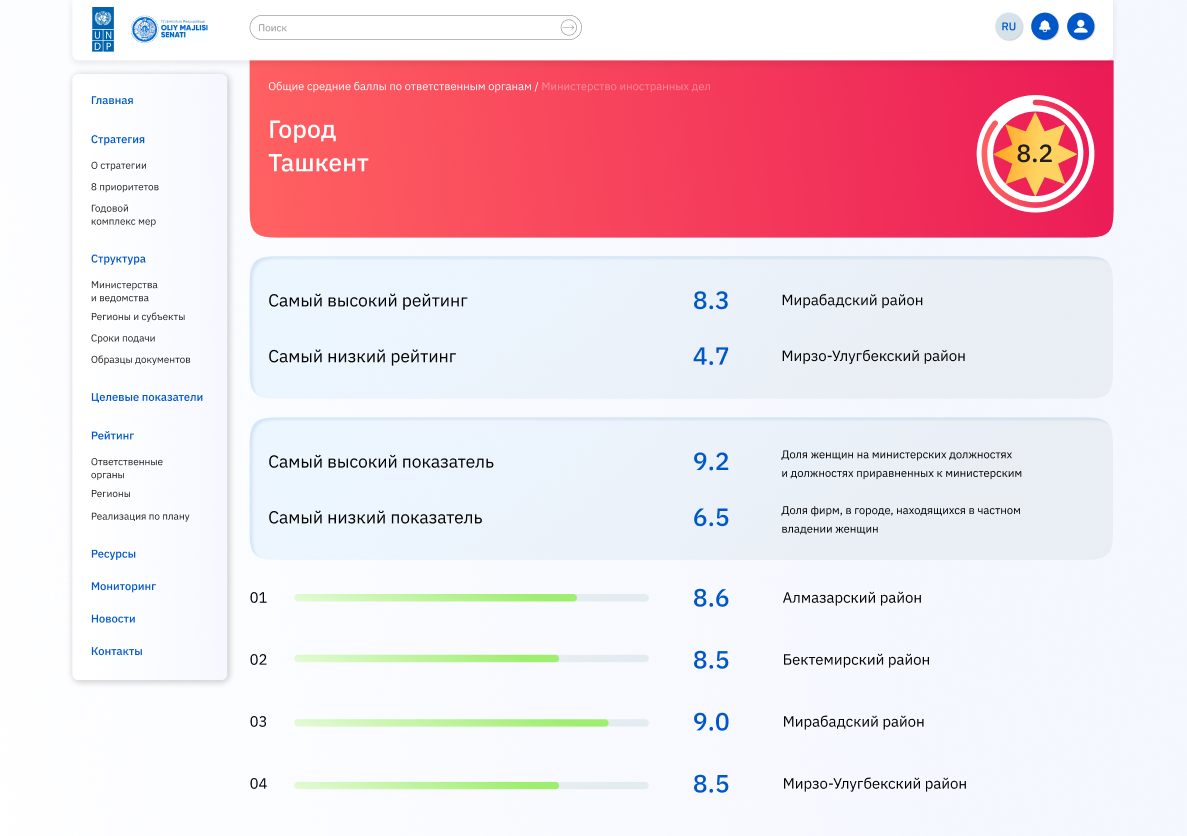 UN
DP
OLIY MAJLISI
SENATI
Поиск
RU
Главная
Стратегия
О стратегии
8 приоритетов
Годовой
комплекс мер
Структура
Министерства
и ведомства
Регионы и субъекты
Сроки подачи
Образцы документов
Целевые показатели
Рейтинг
Ответственные
органы
Регионы
Реализация по плану
Ресурсы
Мониторинг
Новости
Контакты
Общие средние баллы по ответственным органам / Министерство иностранных дел
Город
Ташкент
8.2
Самый высокий рейтинг 8.3 Мирабадский район
Самый низкий рейтинг 4.7 Мирзо-Улугбекский район
Самый высокий показатель 9.2 Доля женщин на министерских должностях
и должностях приравненных к министерским
Самый низкий показатель 6.5 Доля фирм, в городе, находящихся в частном
владении женщин
01 8.6 Алмазарский район
02 8.5 Бектемирский район
03 9.0 Мирабадский район
04 8.5 Мирзо-Улугбекский район